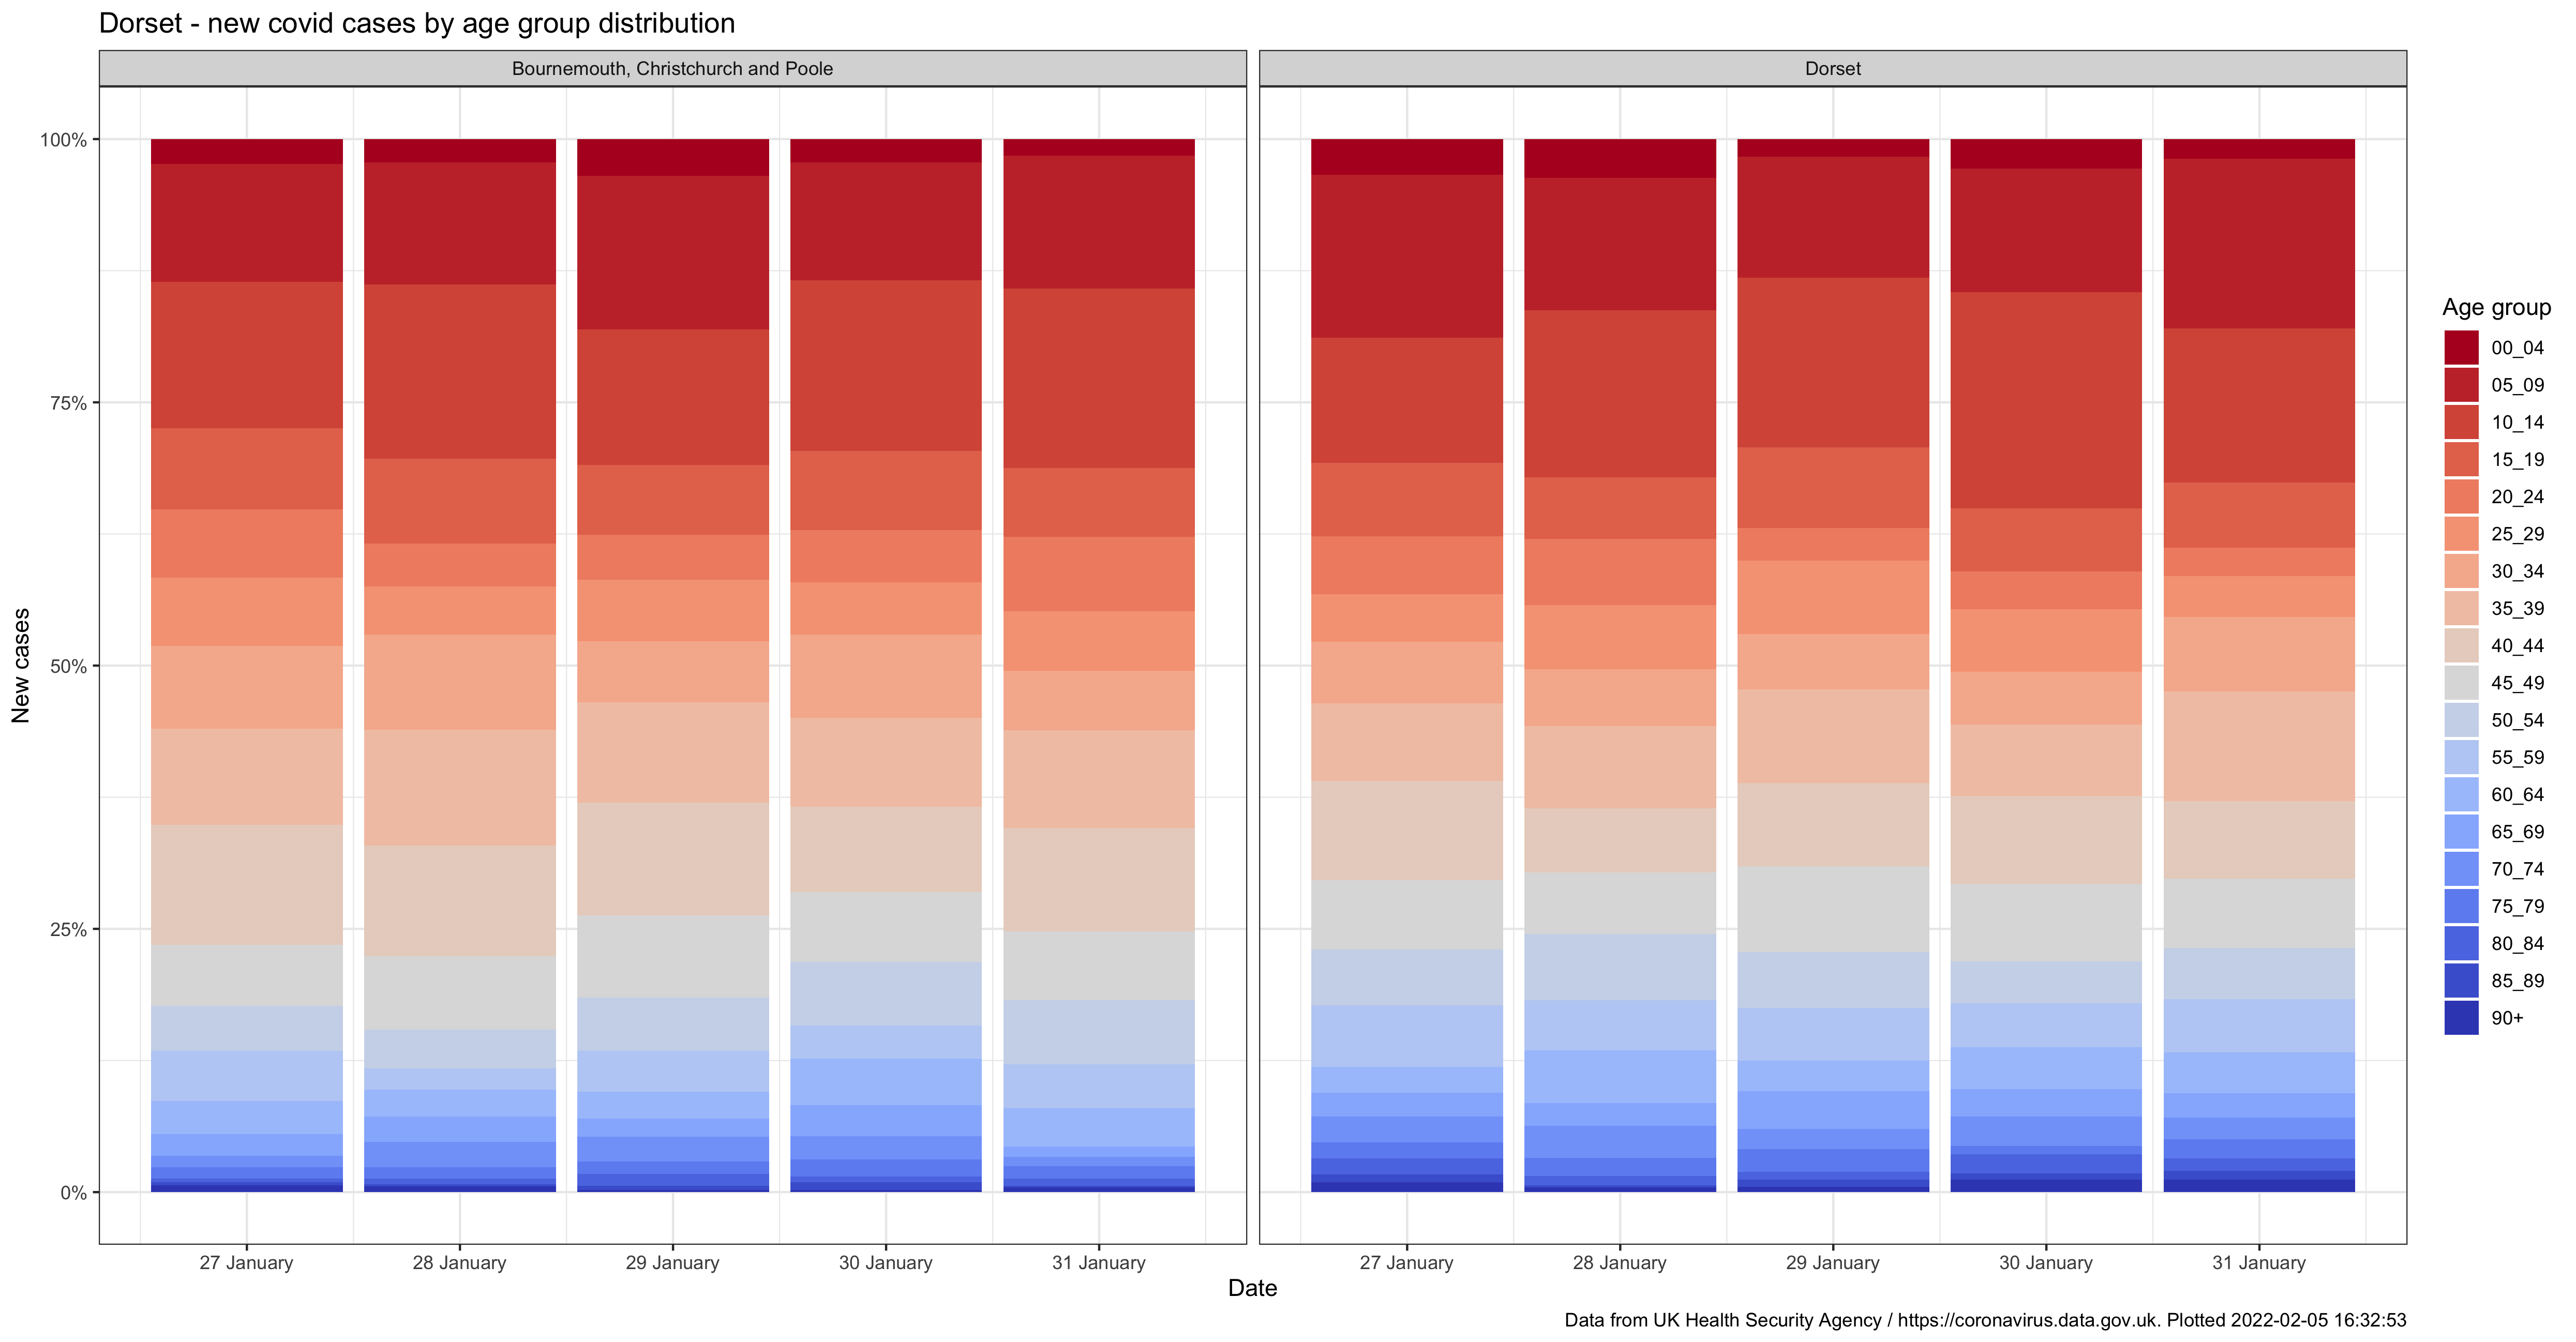 Dorset - new covid cases by age group distribution
Bournemouth, Christchurch and Poole
Dorset
New cases
100%
75%
50%
25%
0%
27 January
28 January
29 January
30 January
31 January
27 January
28 January
29 January
30 January
31 January
Date
Age group
00_04
05_09
10_14
15_19
20_24
25_29
30_34
35_39
40_44
45_49
50_54
55_59
60_64
65_69
70_74
75_79
80_84
85_89
90+
Data from UK Health Security Agency / https://coronavirus.data.gov.uk. Plotted 2022-02-05 16:32:53